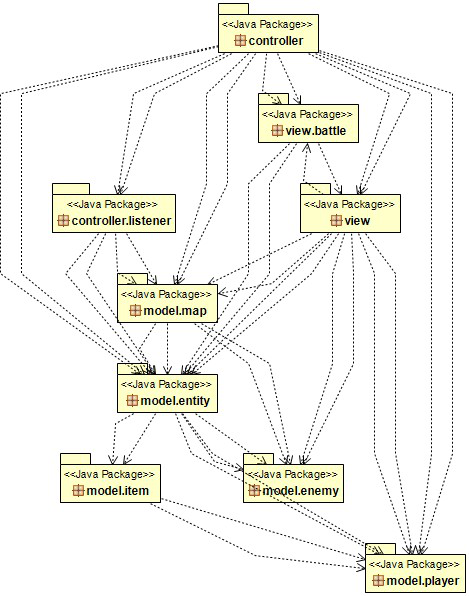 <<Java Package>>
controller
<<Java Package>>
view.battle
<<Java Package>>
controller.listener
<<Java Package>>
view
<<Java Package>>
model.map
<<Java Package>>
model.entity
<<Java Package>>
model.item
<<Java Package>>
model.enemy
<<Java Package>>
model.player